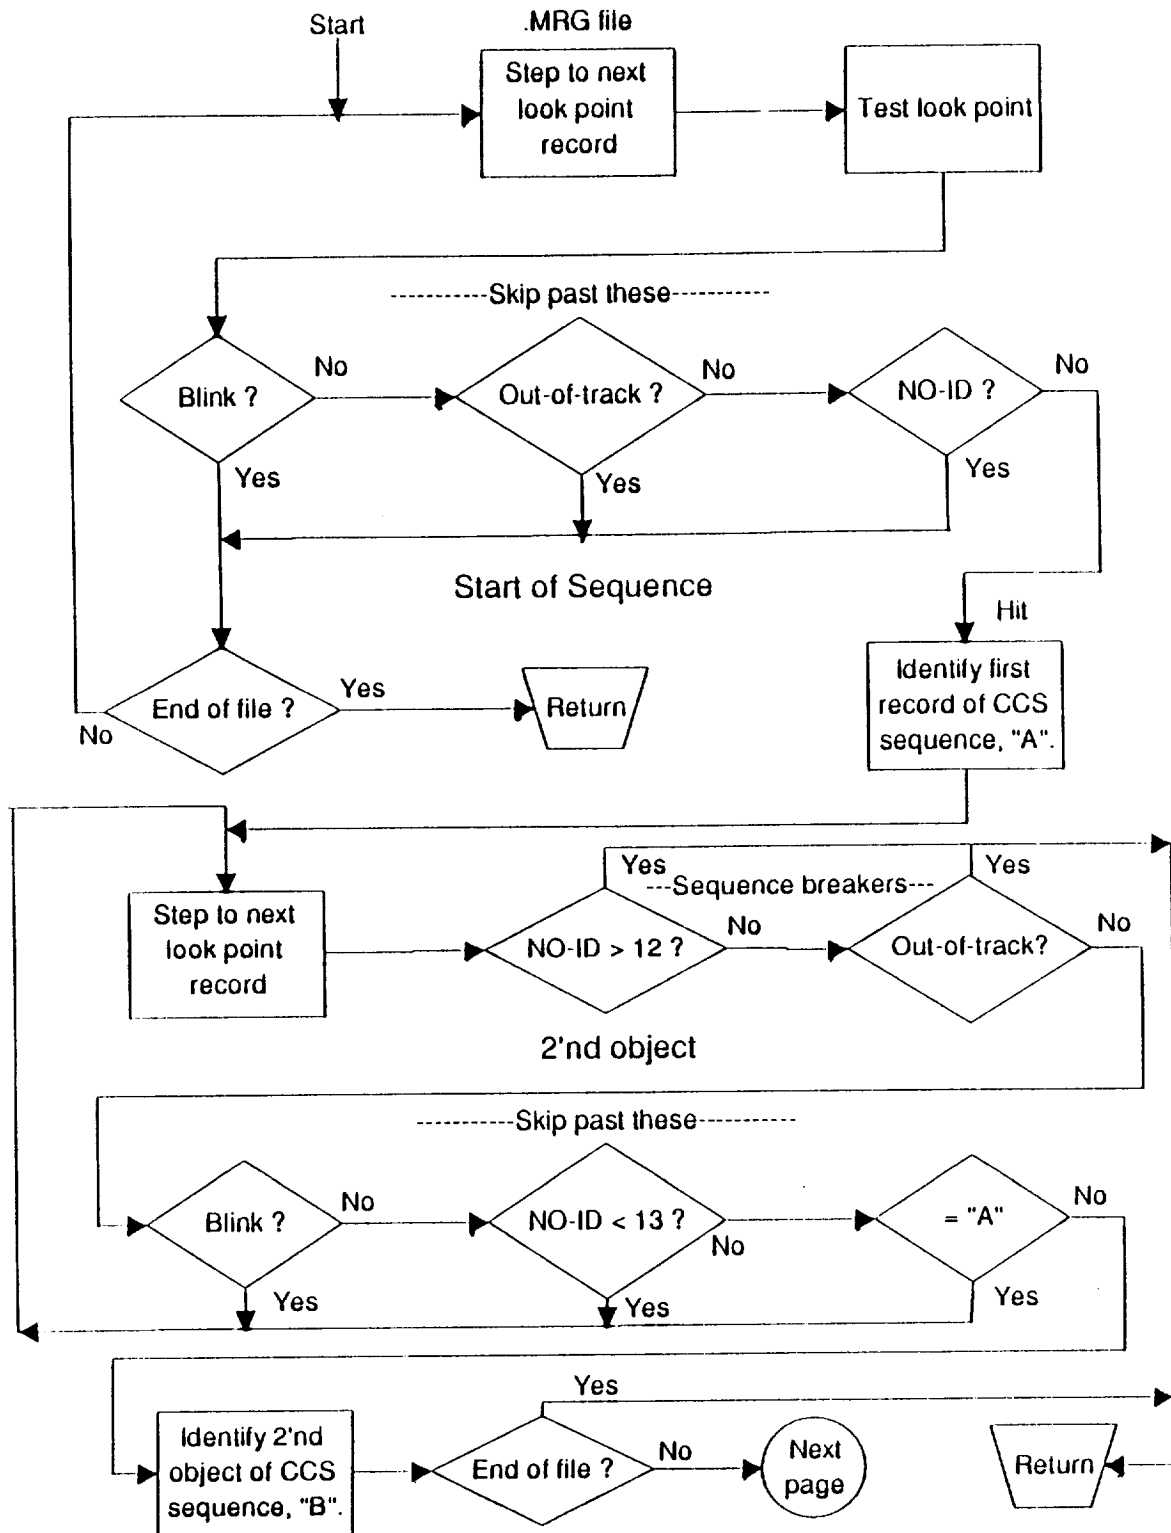 Start
.MRG file
Step to next
look point
record
Test look point
---------Skip past these---------
Blink ?
No
Out-of-track ?
No
NO-ID ?
No
Yes
Yes
Yes
Start of Sequence
Hit
End of file ?
Yes
No
Return
Identify first
record of CCS
sequence, "A".
Yes
Yes
---Sequence breakers---
Step to next
look point
record
NO-ID > 12 ?
No
Out-of-track?
No
2'nd object
---------Skip past these---------
Blink ?
No
NO-ID < 13 ?
No
= "A"
No
Yes
Yes
Yes
Yes
Identify 2'nd
object of CCS
sequence, "B".
End of file ?
No
Next
page
Return